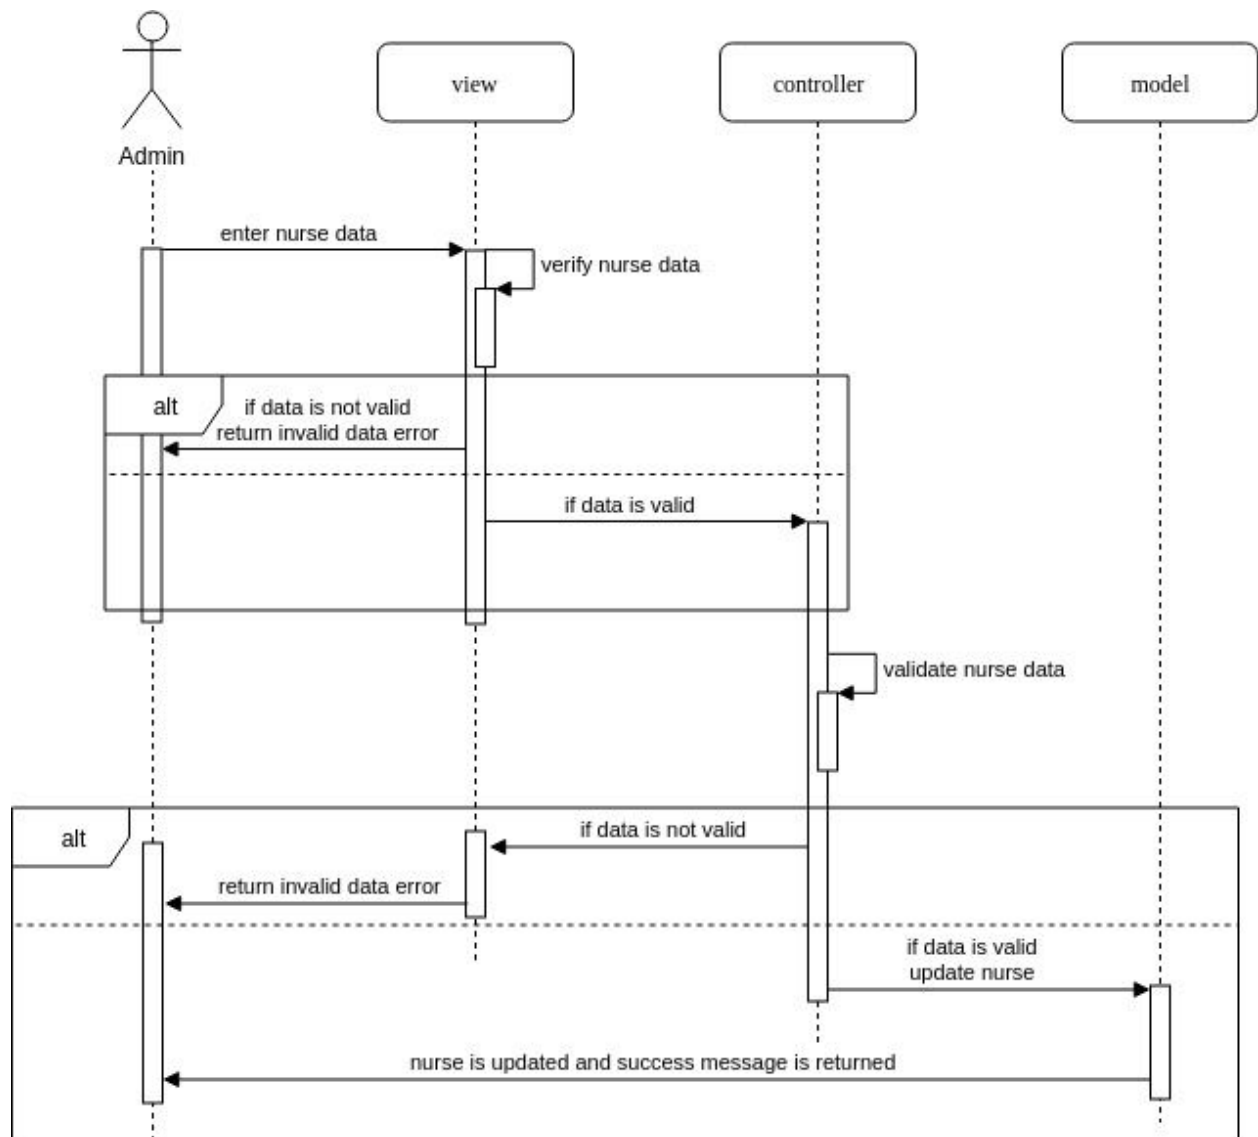 view
controller
model
Admin
enter nurse data
verify nurse data
alt
if data is not valid
return invalid data error
if data is valid
validate nurse data
alt
if data is not valid
return invalid data error
if data is valid
update nurse
nurse is updated and success message is returned